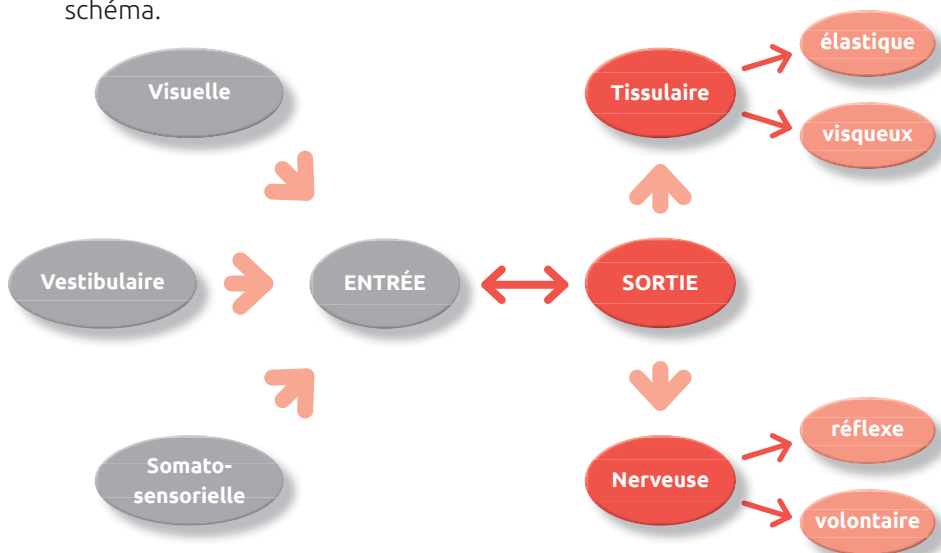 schéma.
Visuelle
Vestibulaire
Somato-
sensorielle
ENTRÉE
SORTIE
Tissulaire
élastique
visqueux
Nerveuse
réflexe
volontaire